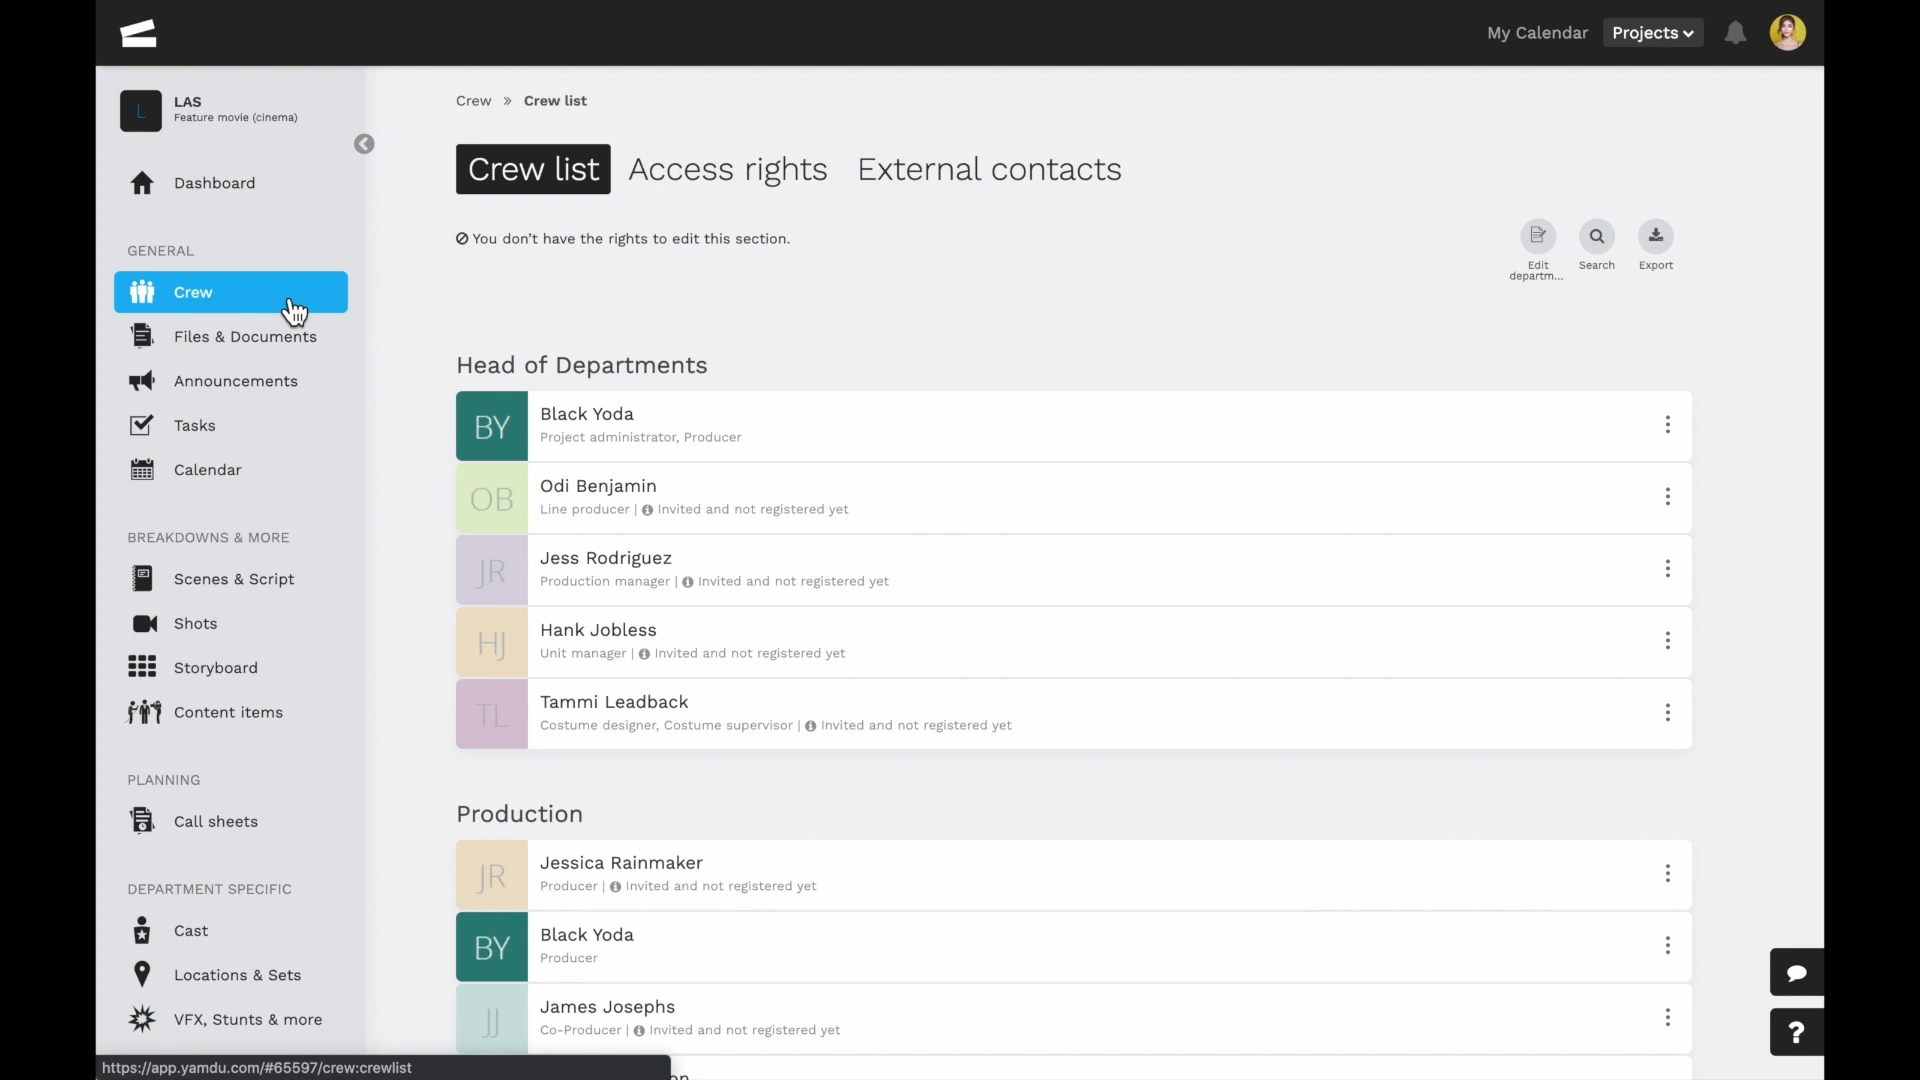 My Calendar
Projects
L
LAS
Feature movie (cinema)
Dashboard
GENERAL
Crew
Files & Documents
Announcements
Tasks
Calendar
BREAKDOWNS & MORE
Scenes & Script
Shots
Storyboard
Content items
PLANNING
Call sheets
DEPARTMENT SPECIFIC
Cast
Locations & Sets
VFX, Stunts & more
Crew » Crew list
Crew list Access rights External contacts
You don't have the rights to edit this section.
Edit
departm...
Search
Export
Head of Departments
BY
Black Yoda
Project administrator, Producer
OB
Odi Benjamin
Line producer | Invited and not registered yet
JR
Jess Rodriguez
Production manager | Invited and not registered yet
HJ
Hank Jobless
Unit manager | Invited and not registered yet
TL
Tammi Leadback
Costume designer, Costume supervisor | Invited and not registered yet
Production
JR
Jessica Rainmaker
Producer | Invited and not registered yet
BY
Black Yoda
Producer
JJ
James Josephs
Co-Producer | Invited and not registered yet
?
https://app.yamdu.com/#65597/crew:crewlist